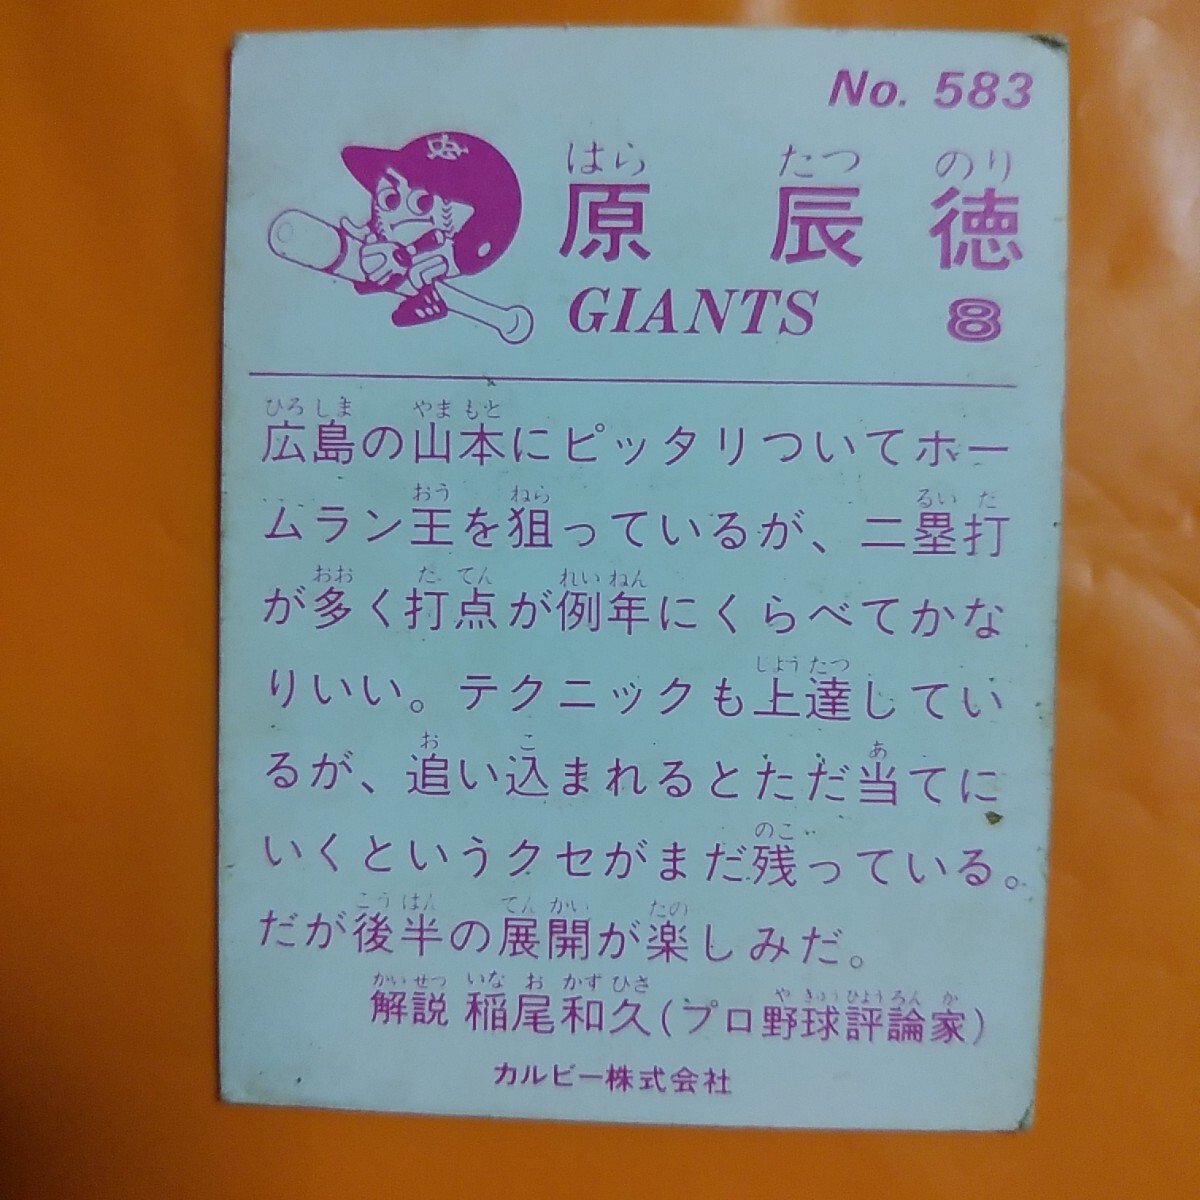 No. 583
はら たつ のり
原 辰 徳
GIANTS 8
ひろ しま やま もと
広島の山本にピッタリついてホー
おう ねら るい だ
ムラン王を狙っているが、二塁打
おお だ てん れい ねん
が多く打点が例年にくらべてかな
しよう たつ
りいい。テクニックも上達してい
お こ あ
るが、追い込まれるとただ当てに
のこ
いくというクセがまだ残っている。
こう はん てん かい たの
だが後半の展開が楽しみだ。
かい せつ いな お かず ひさ や きゅう ひよう ろん か
解説 稲尾和久(プロ野球評論家)
カルビー株式会社